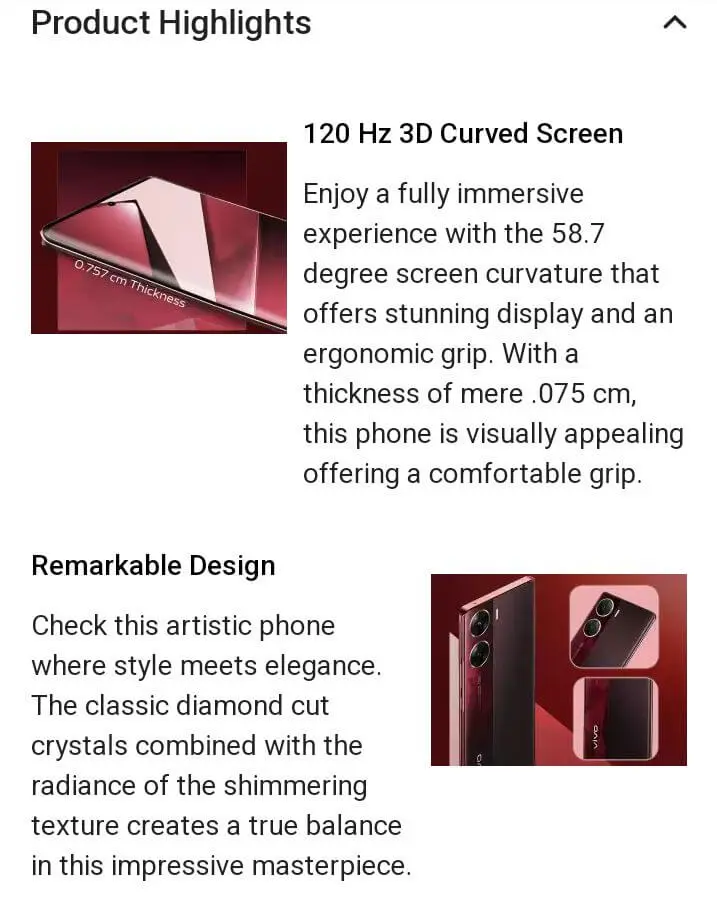 Product Highlights
120 Hz 3D Curved Screen
0.757 cm Thickness
Enjoy a fully immersive
experience with the 58.7
degree screen curvature that
offers stunning display and an
ergonomic grip. With a
thickness of mere .075 cm,
this phone is visually appealing
offering a comfortable grip.
Remarkable Design
Check this artistic phone
where style meets elegance.
The classic diamond cut
crystals combined with the
radiance of the shimmering
texture creates a true balance
in this impressive masterpiece.
vivo